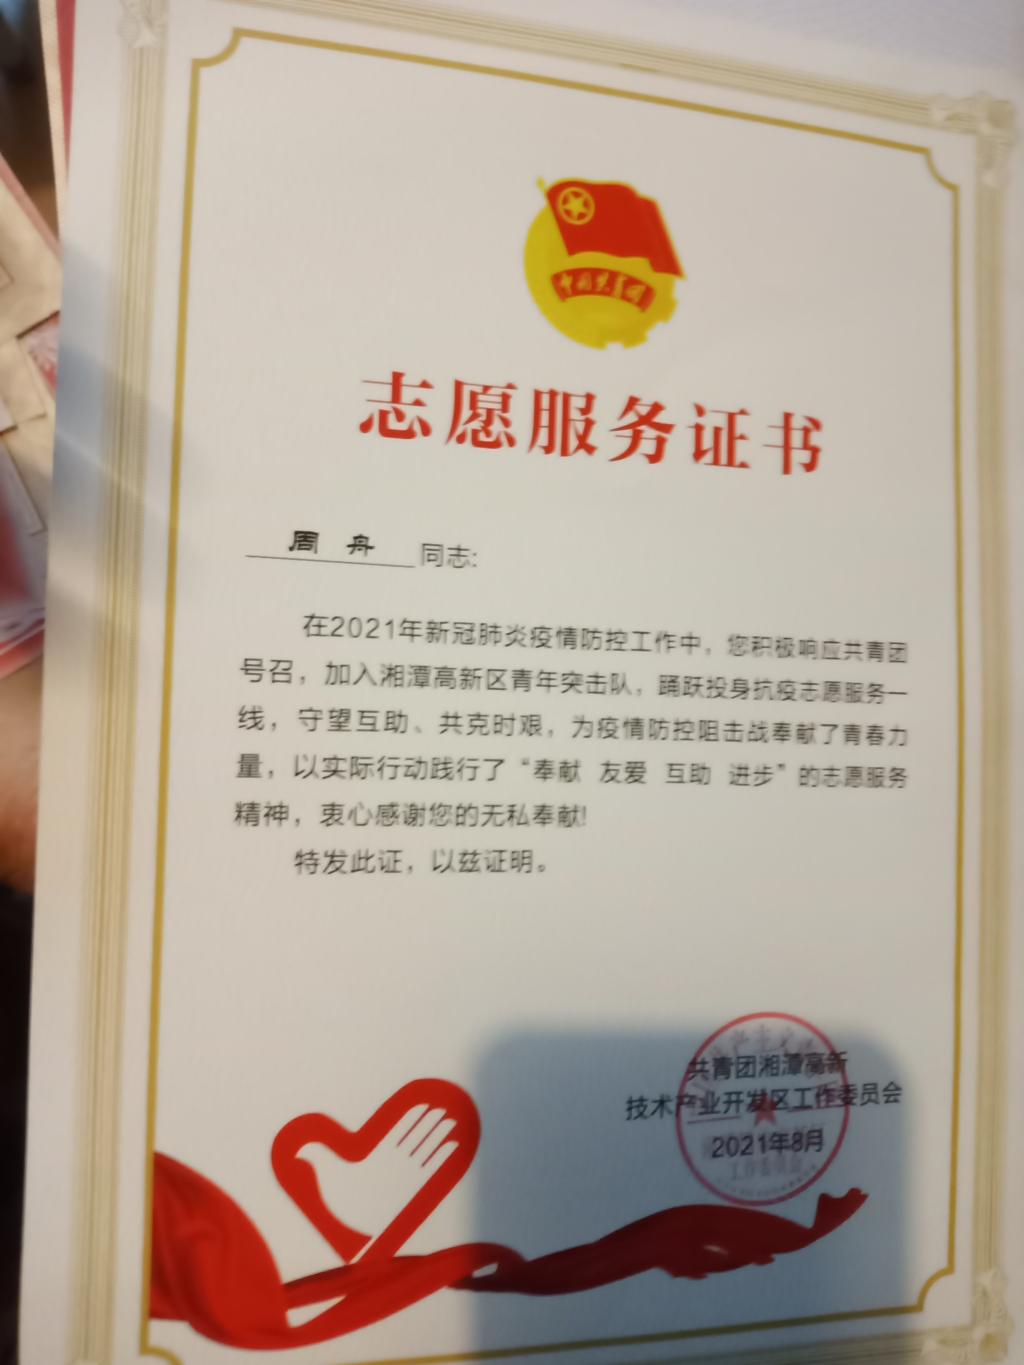 中国共青团
志愿服务证书
周 舟 同志:
在2021年新冠肺炎疫情防控工作中，您积极响应共青团
号召，加入湘潭高新区青年突击队，踊跃投身抗疫志愿服务一
线，守望互助、共克时艰，为疫情防控阻击战奉献了青春力
量，以实际行动践行了“奉献 友爱 互助 进步”的志愿服务
精神，衷心感谢您的无私奉献!
特发此证，以兹证明。
共青团湘潭高新
技术产业开发区工作委员会
2021年8月
工作委员会